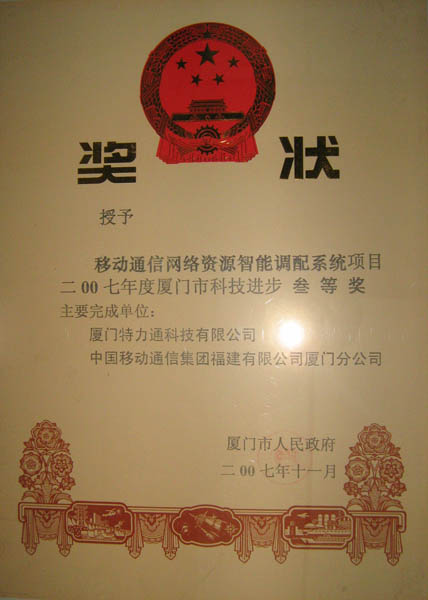 奖 状
授予
移动通信网络资源智能调配系统项目
二00七年度厦门市科技进步 叁 等 奖
主要完成单位：
厦门特力通科技有限公司
中国移动通信集团福建有限公司厦门分公司
厦门市人民政府
二00七年十一月